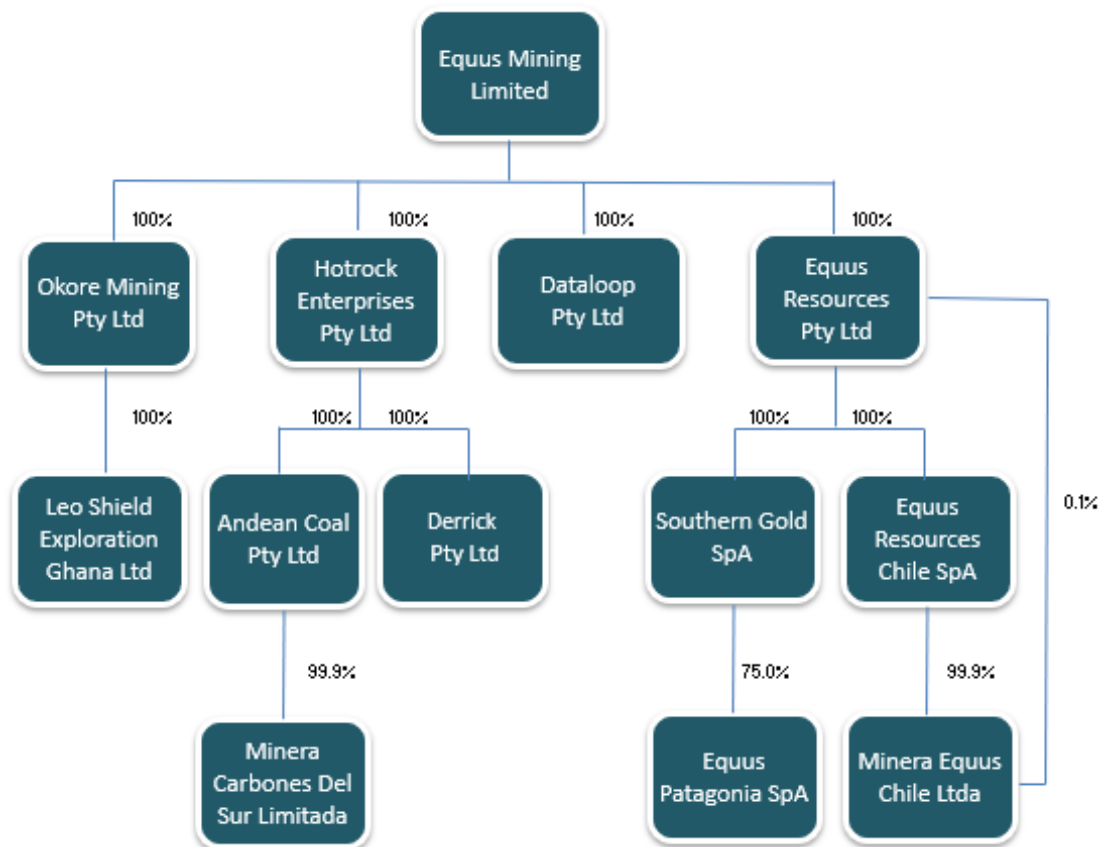 Equus Mining
Limited
100%
100%
100%
100%
Okore Mining
Pty Ltd
Hotrock
Enterprises
Pty Ltd
Dataloop
Pty Ltd
Equus
Resources
Pty Ltd
100%
100%
100%
100%
100%
Leo Shield
Exploration
Ghana Ltd
Andean Coal
Pty Ltd
Derrick
Pty Ltd
Southern Gold
SpA
Equus
Resources
Chile SpA
0.1%
99.9%
75.0%
99.9%
Minera
Carbones Del
Sur Limitada
Equus
Patagonia SpA
Minera Equus
Chile Ltda